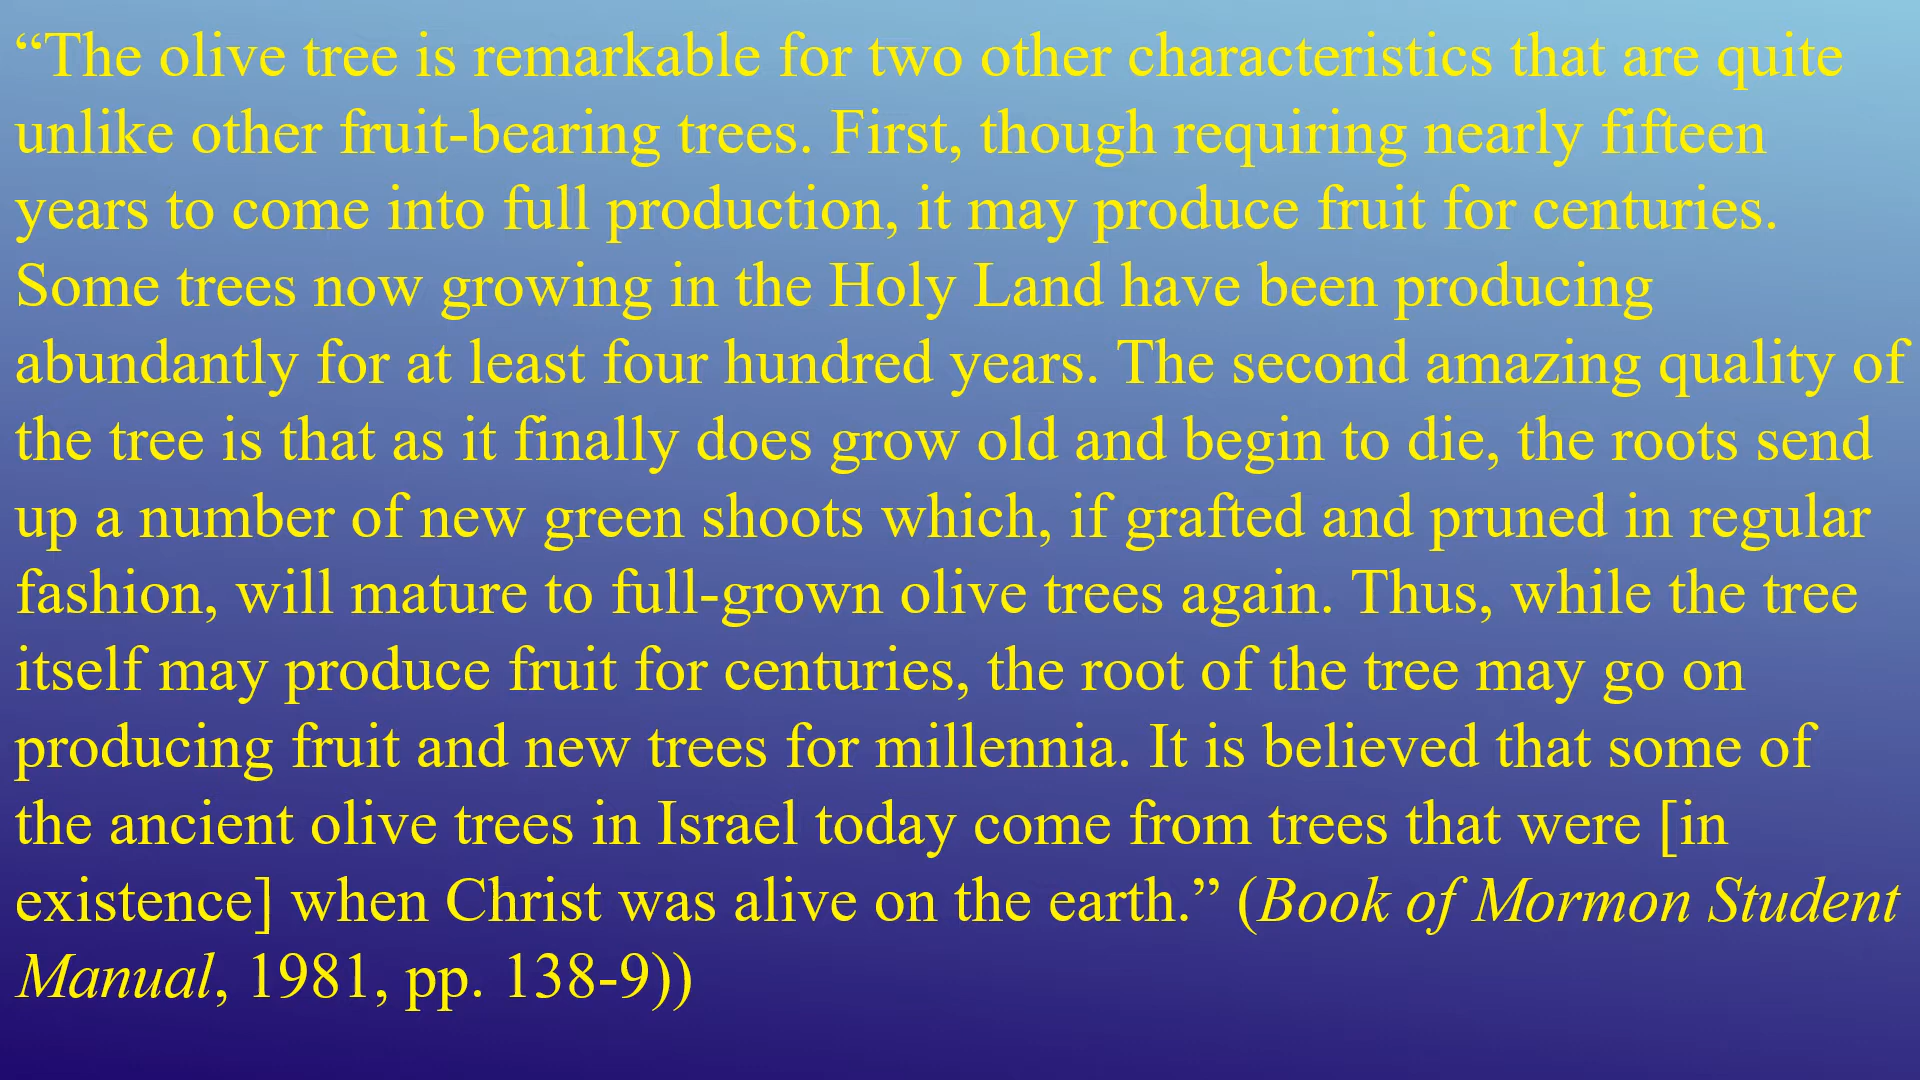 “The olive tree is remarkable for two other characteristics that are quite
unlike other fruit-bearing trees. First, though requiring nearly fifteen
years to come into full production, it may produce fruit for centuries.
Some trees now growing in the Holy Land have been producing
abundantly for at least four hundred years. The second amazing quality of
the tree is that as it finally does grow old and begin to die, the roots send
up a number of new green shoots which, if grafted and pruned in regular
fashion, will mature to full-grown olive trees again. Thus, while the tree
itself may produce fruit for centuries, the root of the tree may go on
producing fruit and new trees for millennia. It is believed that some of
the ancient olive trees in Israel today come from trees that were [in
existence] when Christ was alive on the earth.” (Book of Mormon Student
Manual, 1981, pp. 138-9))